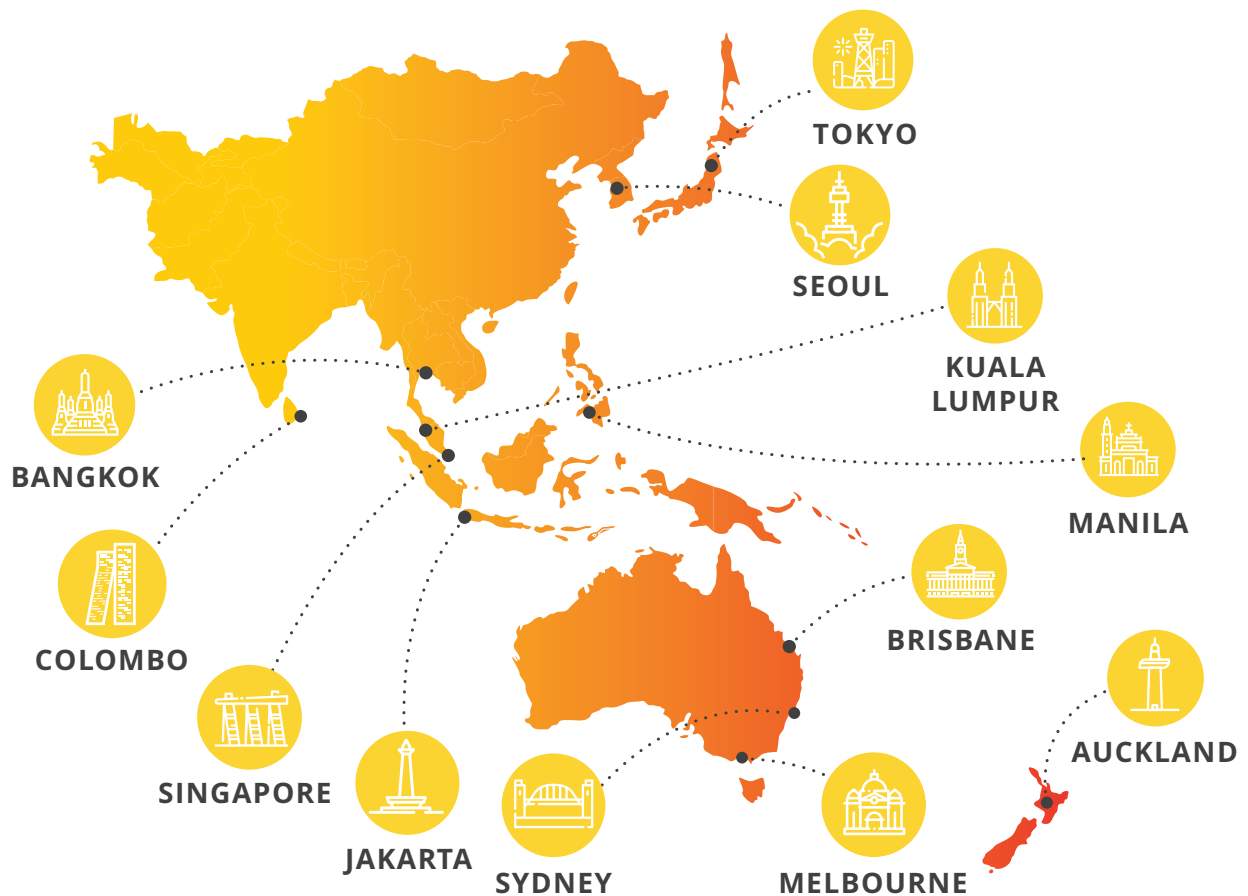 TOKYO
SEOUL
KUALA
LUMPUR
BANGKOK
MANILA
COLOMBO
BRISBANE
SINGAPORE
AUCKLAND
JAKARTA
SYDNEY
MELBOURNE